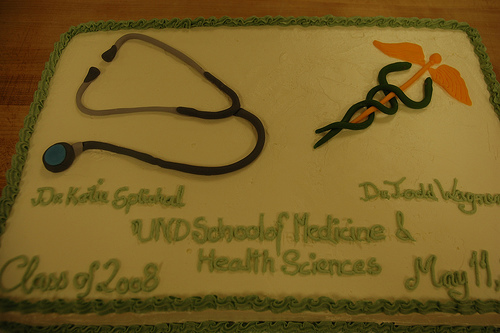 Dr. Katie Dr. Todd Wagner
UND School of Medicine &
Health Sciences
Class of 2008 May 11,